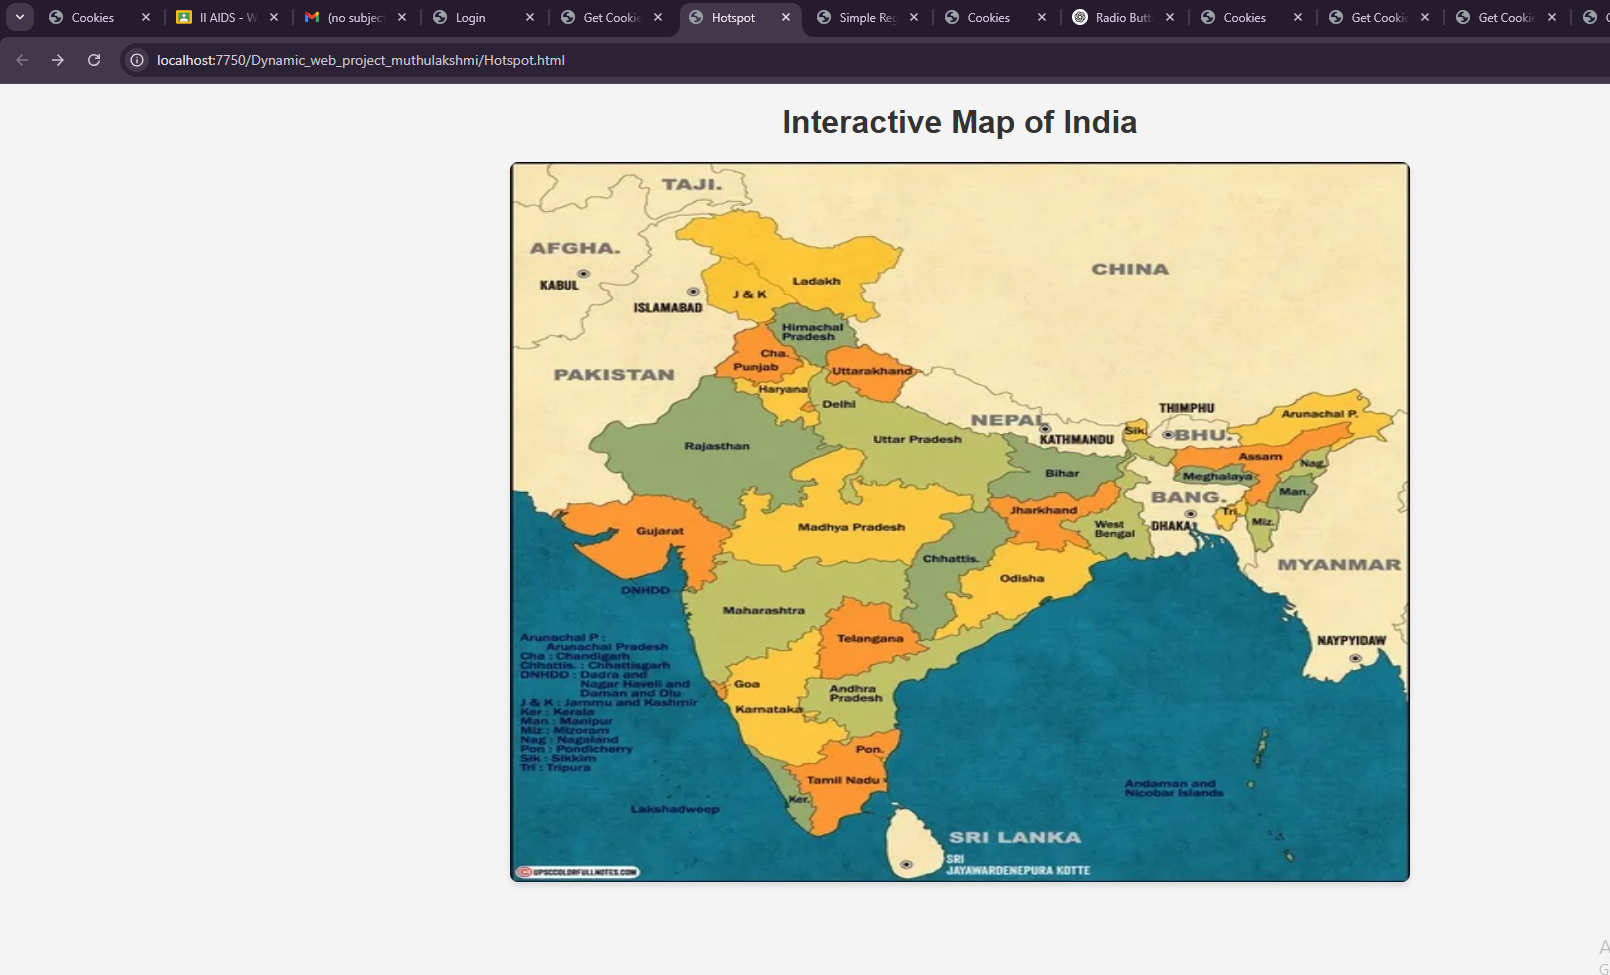 Cookies
II AIDS - W
(no subjec
Login
Get Cookie
Hotspot
Simple Reg
Cookies
Radio Butt
Cookies
Get Cookie
Get Cookie
localhost:7750/Dynamic_web_project_muthulakshmi/Hotspot.html
Interactive Map of India
TAJI.
AFGHA.
KABUL
ISLAMABAD
CHINA
Ladakh
J & K
Himachal
Pradesh
Cha.
Punjab
Uttarakhand
PAKISTAN
Haryana
Delhi
NEPAL
KATHMANDU
THIMPHU
Sik.
BHU.
Arunachal P.
Rajasthan
Uttar Pradesh
Bihar
Assam
Nag.
Meghalaya
Man.
BANG.
DHAKA
Tri.
Miz.
Gujarat
Madhya Pradesh
Jharkhand
West
Bengal
Chhattis.
Odisha
MYANMAR
DNHDD
Maharashtra
Telangana
NAYPYIDAW
Arunachal P :
Arunachal Pradesh
Cha : Chandigarh
Chhattis. : Chhattisgarh
DNHDD : Dadra and
Nagar Haveli and
Daman and Diu
J & K : Jammu and Kashmir
Ker : Kerala
Man : Manipur
Miz : Mizoram
Nag : Nagaland
Pon : Pondicherry
Sik : Sikkim
Tri : Tripura
Goa
Karnataka
Andhra
Pradesh
Pon.
Tamil Nadu
Ker.
Lakshadweep
Andaman and
Nicobar Islands
SRI LANKA
SRI
JAYAWARDENEPURA KOTTE
UPSCCOLORFULLNOTES.COM